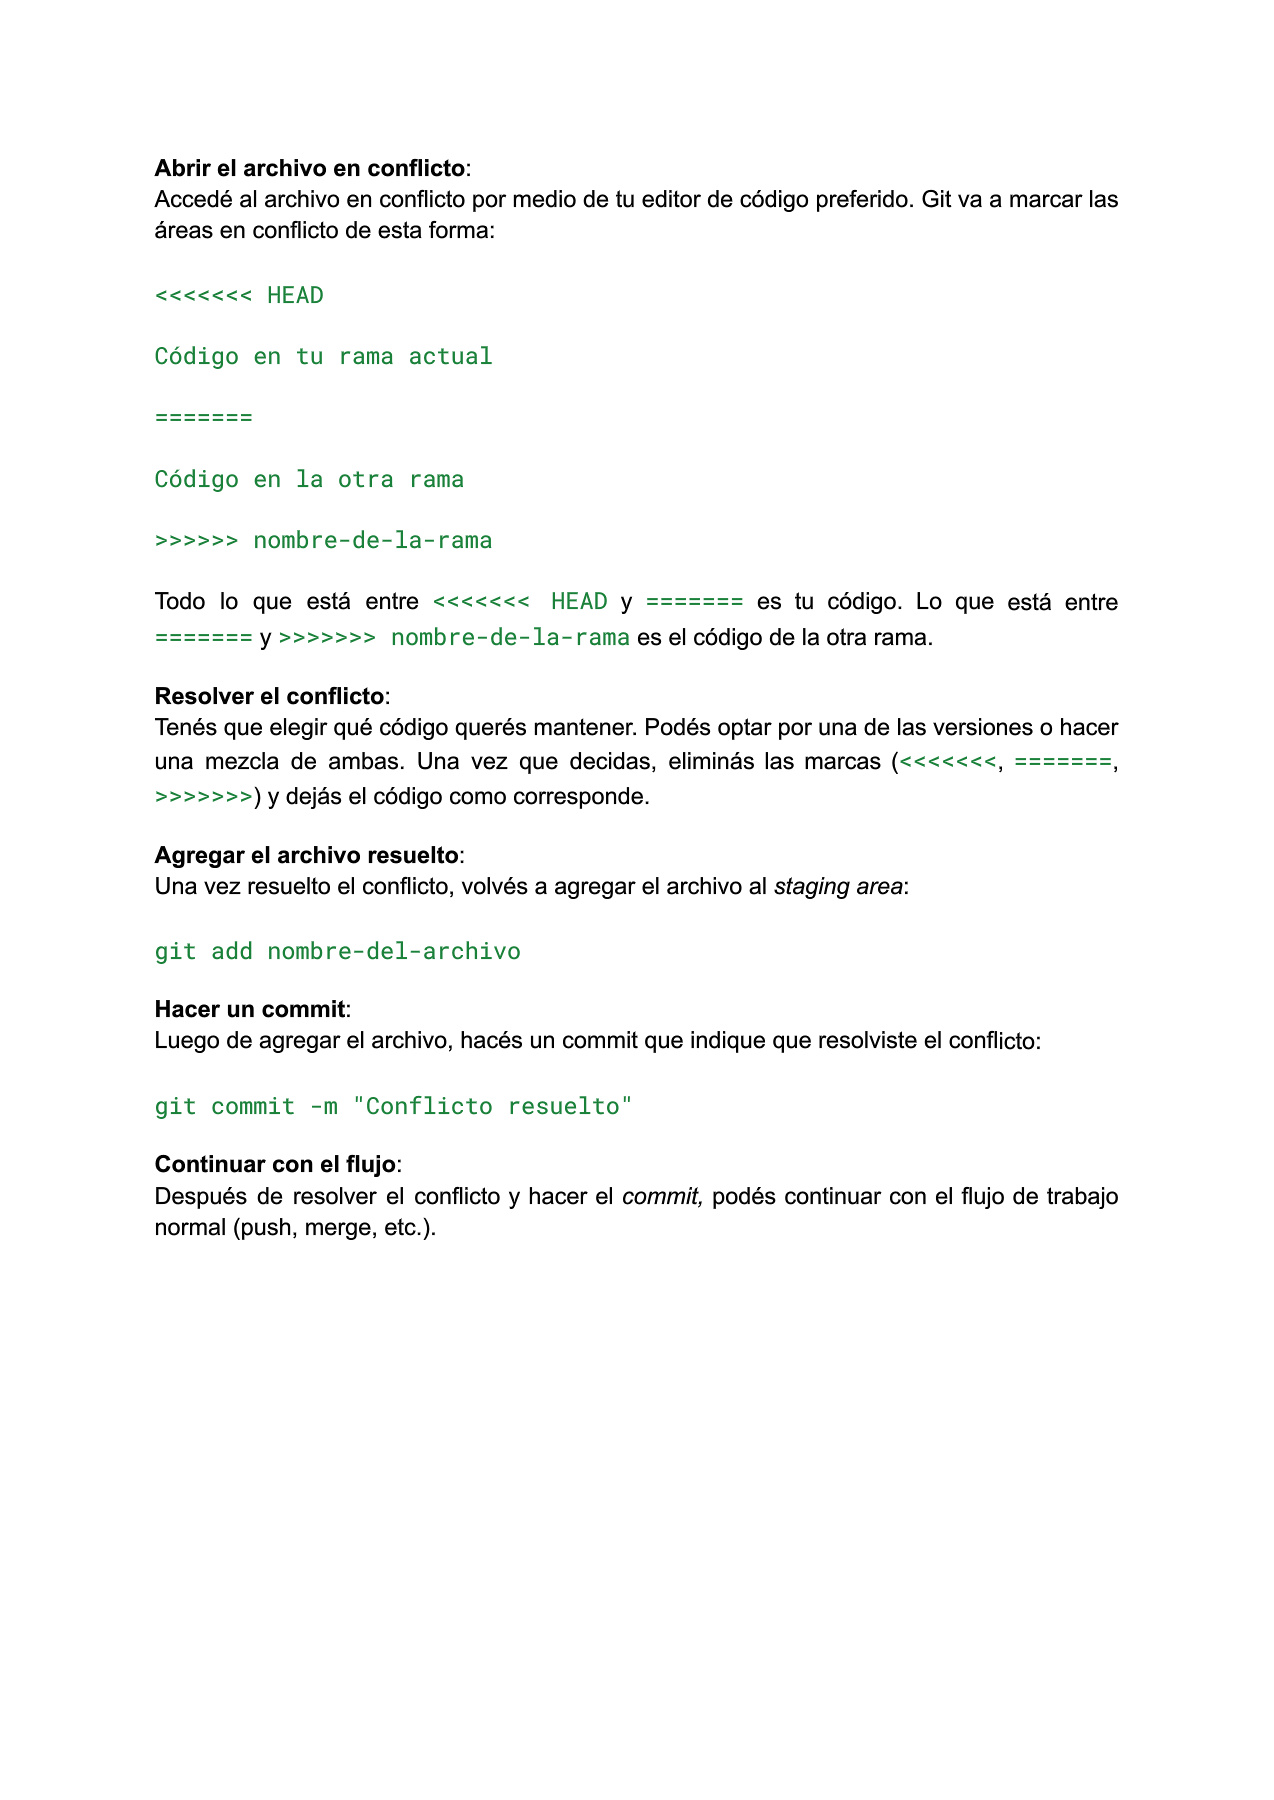 Abrir el archivo en conflicto:
Accedé al archivo en conflicto por medio de tu editor de código preferido. Git va a marcar las
áreas en conflicto de esta forma:
<<<<<<< HEAD
Código en tu rama actual
=======
Código en la otra rama
>>>>>> nombre-de-la-rama
Todo lo que está entre <<<<<<< HEAD y ======= es tu código. Lo que está entre
======= y >>>>>>> nombre-de-la-rama es el código de la otra rama.
Resolver el conflicto:
Tenés que elegir qué código querés mantener. Podés optar por una de las versiones o hacer
una mezcla de ambas. Una vez que decidas, eliminás las marcas (<<<<<<<, =======,
>>>>>>>) y dejás el código como corresponde.
Agregar el archivo resuelto:
Una vez resuelto el conflicto, volvés a agregar el archivo al staging area:
git add nombre-del-archivo
Hacer un commit:
Luego de agregar el archivo, hacés un commit que indique que resolviste el conflicto:
git commit -m "Conflicto resuelto"
Continuar con el flujo:
Después de resolver el conflicto y hacer el commit, podés continuar con el flujo de trabajo
normal (push, merge, etc.).